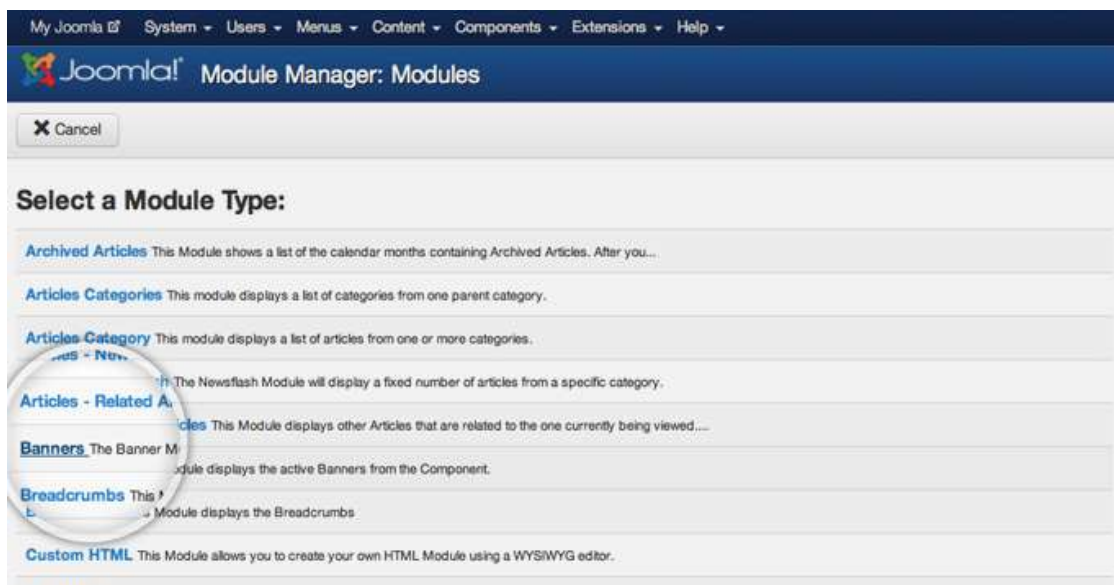 My Joomla System Users Menus Content Components Extensions Help
Joomla! Module Manager: Modules
Cancel
Select a Module Type:
Archived Articles This Module shows a list of the calendar months containing Archived Articles. After you...
Articles Categories This module displays a list of categories from one parent category.
Articles Category This module displays a list of articles from one or more categories.
The Newsflash Module will display a fixed number of articles from a specific category.
Articles - Related
This Module displays other Articles that are related to the one currently being viewed....
Banners The Banner
displays the active Banners from the Component.
Breadcrumbs This
Module displays the Breadcrumbs
Custom HTML This Module allows you to create your own HTML Module using a WYSIWYG editor.